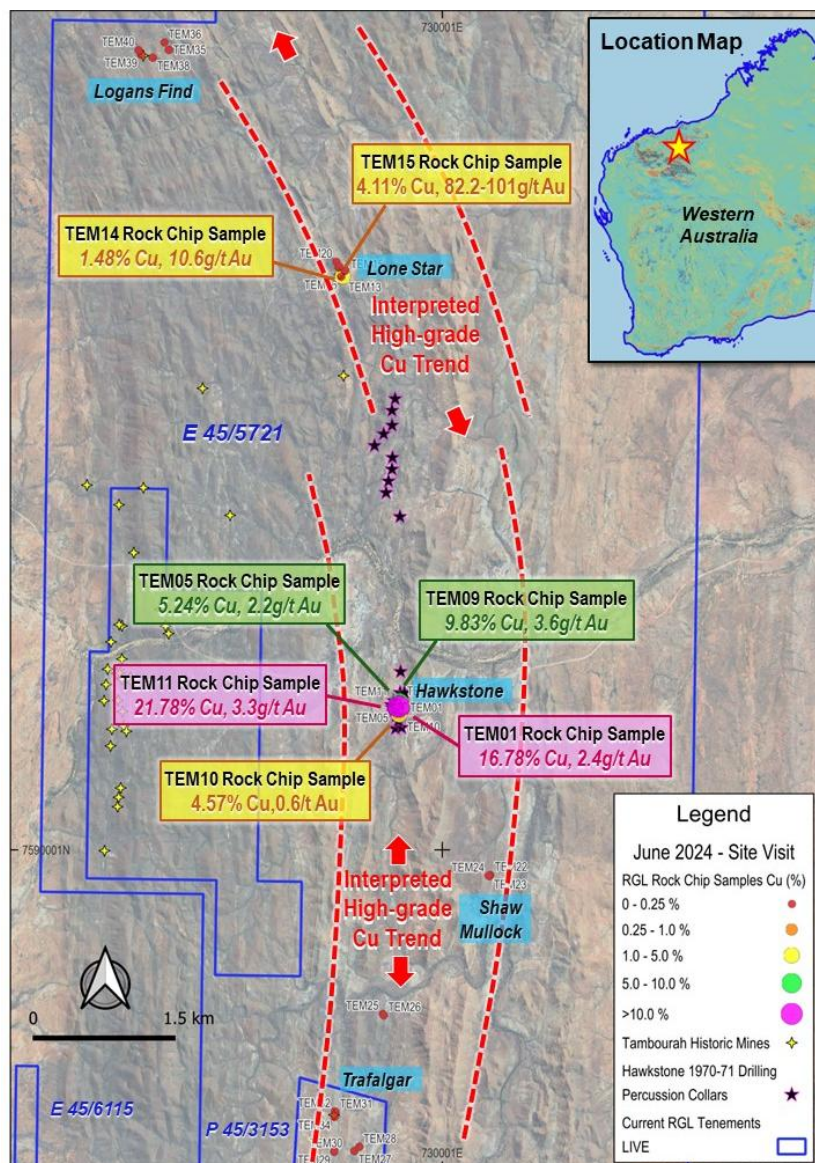 730001E
Location Map
Western
Australia
TEM40
TEM36
TEM35
TEM39
TEM38
Logans Find
TEM15 Rock Chip Sample
4.11% Cu, 82.2-101g/t Au
TEM14 Rock Chip Sample
1.48% Cu, 10.6g/t Au
TEM20
TEM13
Lone Star
Interpreted
High-grade
Cu Trend
E 45/5721
TEM05 Rock Chip Sample
5.24% Cu, 2.2g/t Au
TEM09 Rock Chip Sample
9.83% Cu, 3.6g/t Au
Hawkstone
TEM11 Rock Chip Sample
21.78% Cu, 3.3g/t Au
TEM01
TEM05
TEM01 Rock Chip Sample
16.78% Cu, 2.4g/t Au
TEM10 Rock Chip Sample
4.57% Cu,0.6/t Au
7590001N
Interpreted
High-grade
Cu Trend
TEM24
TEM22
TEM23
Shaw
Mullock
TEM25
TEM26
0
1.5 km
Trafalgar
E 45/6115
P 45/3153
TEM31
TEM34
TEM30
TEM28
TEM29
TEM27
730001E
Legend
June 2024 - Site Visit
RGL Rock Chip Samples Cu (%)
0 - 0.25 %
0.25 - 1.0 %
1.0 - 5.0 %
5.0 - 10.0 %
>10.0 %
Tambourah Historic Mines
Hawkstone 1970-71 Drilling
Percussion Collars
Current RGL Tenements
LIVE